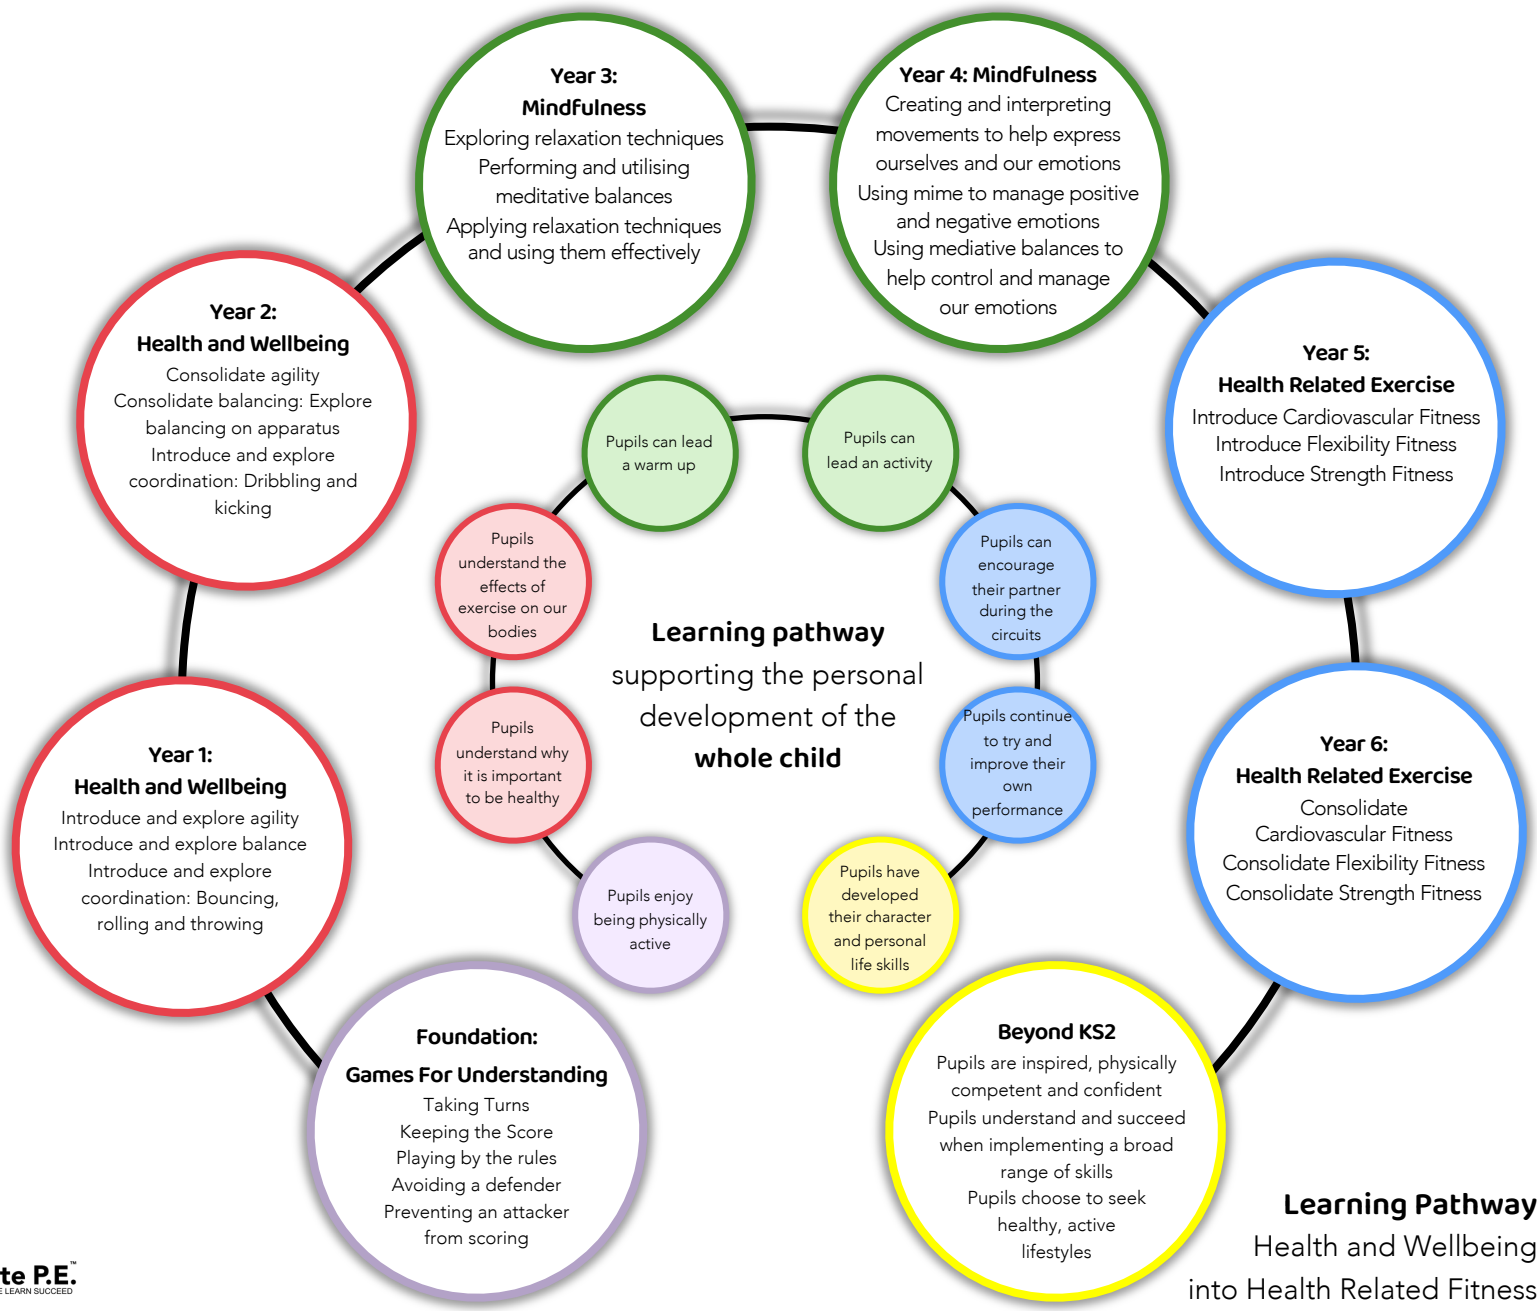 Year 3:
Mindfulness
Exploring relaxation techniques
Performing and utilising
meditative balances
Applying relaxation techniques
and using them effectively
Year 4: Mindfulness
Creating and interpreting
movements to help express
ourselves and our emotions
Using mime to manage positive
and negative emotions
Using mediative balances to
help control and manage
our emotions
Year 2:
Health and Wellbeing
Consolidate agility
Consolidate balancing: Explore
balancing on apparatus
Introduce and explore
coordination: Dribbling and
kicking
Year 5:
Health Related Exercise
Introduce Cardiovascular Fitness
Introduce Flexibility Fitness
Introduce Strength Fitness
Pupils can lead
a warm up
Pupils can
lead an activity
Pupils
understand the
effects of
exercise on our
bodies
Pupils can
encourage
their partner
during the
circuits
Learning pathway
supporting the personal
development of the
whole child
Pupils
understand why
it is important
to be healthy
Pupils continue
to try and
improve their
own
performance
Year 1:
Health and Wellbeing
Introduce and explore agility
Introduce and explore balance
Introduce and explore
coordination: Bouncing,
rolling and throwing
Year 6:
Health Related Exercise
Consolidate
Cardiovascular Fitness
Consolidate Flexibility Fitness
Consolidate Strength Fitness
Pupils enjoy
being physically
active
Pupils have
developed
their character
and personal
life skills
Foundation:
Games For Understanding
Taking Turns
Keeping the Score
Playing by the rules
Avoiding a defender
Preventing an attacker
from scoring
Beyond KS2
Pupils are inspired, physically
competent and confident
Pupils understand and succeed
when implementing a broad
range of skills
Pupils choose to seek
healthy, active
lifestyles
Learning Pathway
Health and Wellbeing
into Health Related Fitness
te P.E.™
E LEARN SUCCEED